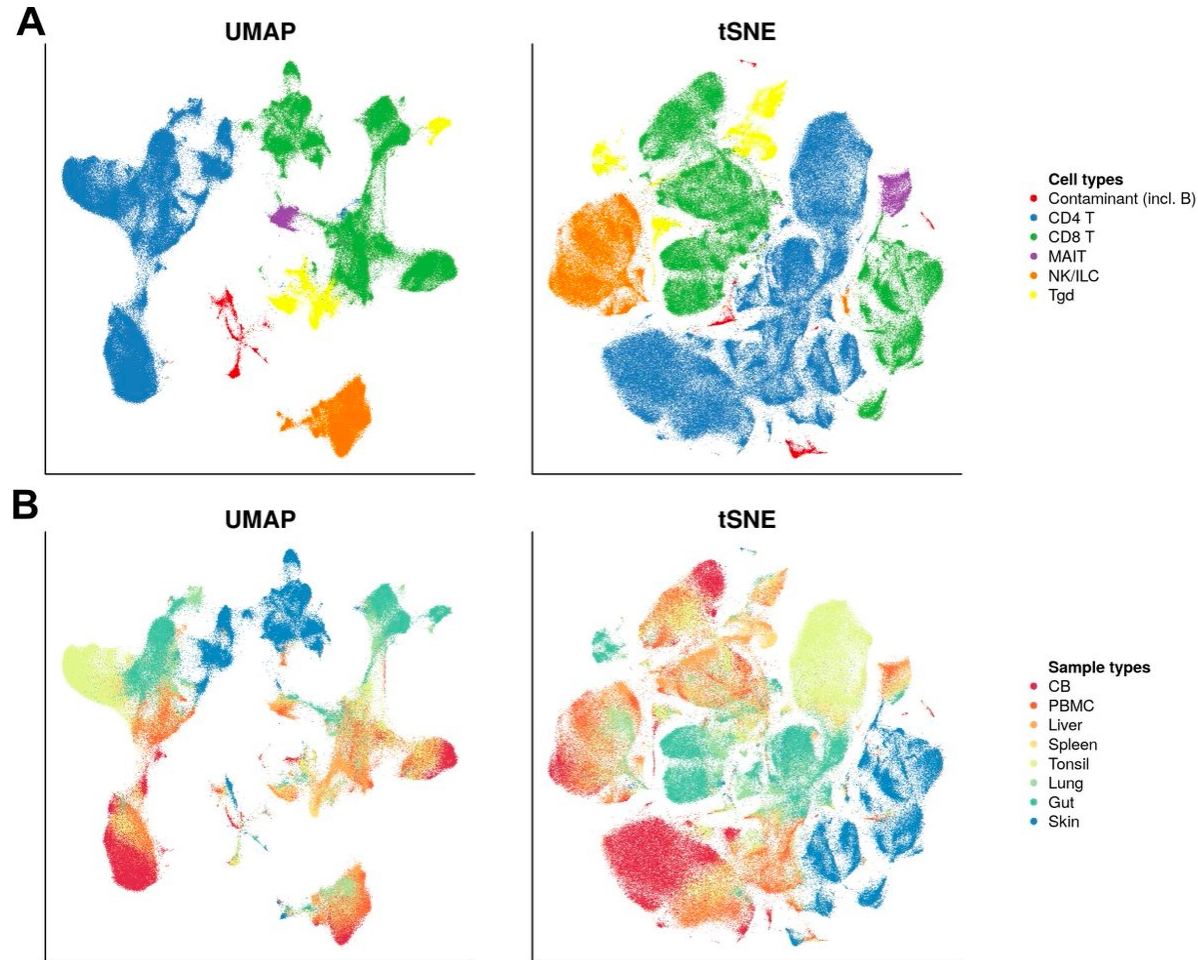 A
UMAP
tSNE
Cell types
Contaminant (incl. B)
CD4 T
CD8 T
MAIT
NK/ILC
Tgd
B
UMAP
tSNE
Sample types
CB
PBMC
Liver
Spleen
Tonsil
Lung
Gut
Skin